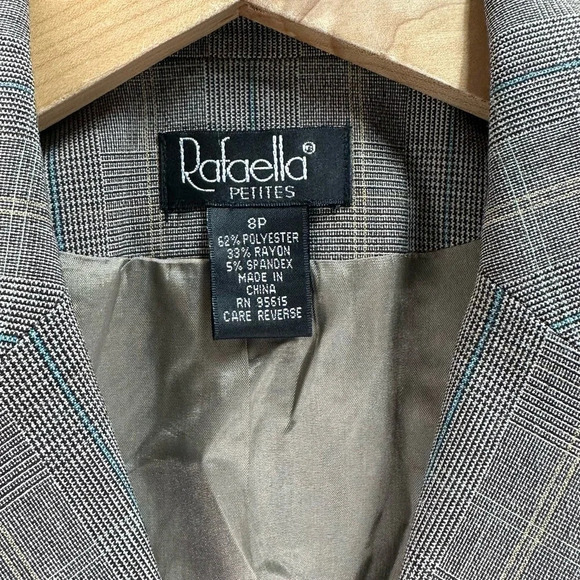 Rafaella
PETITES
8P
62% POLYESTER
33% RAYON
5% SPANDEX
MADE IN
CHINA
RN 95615
CARE REVERSE